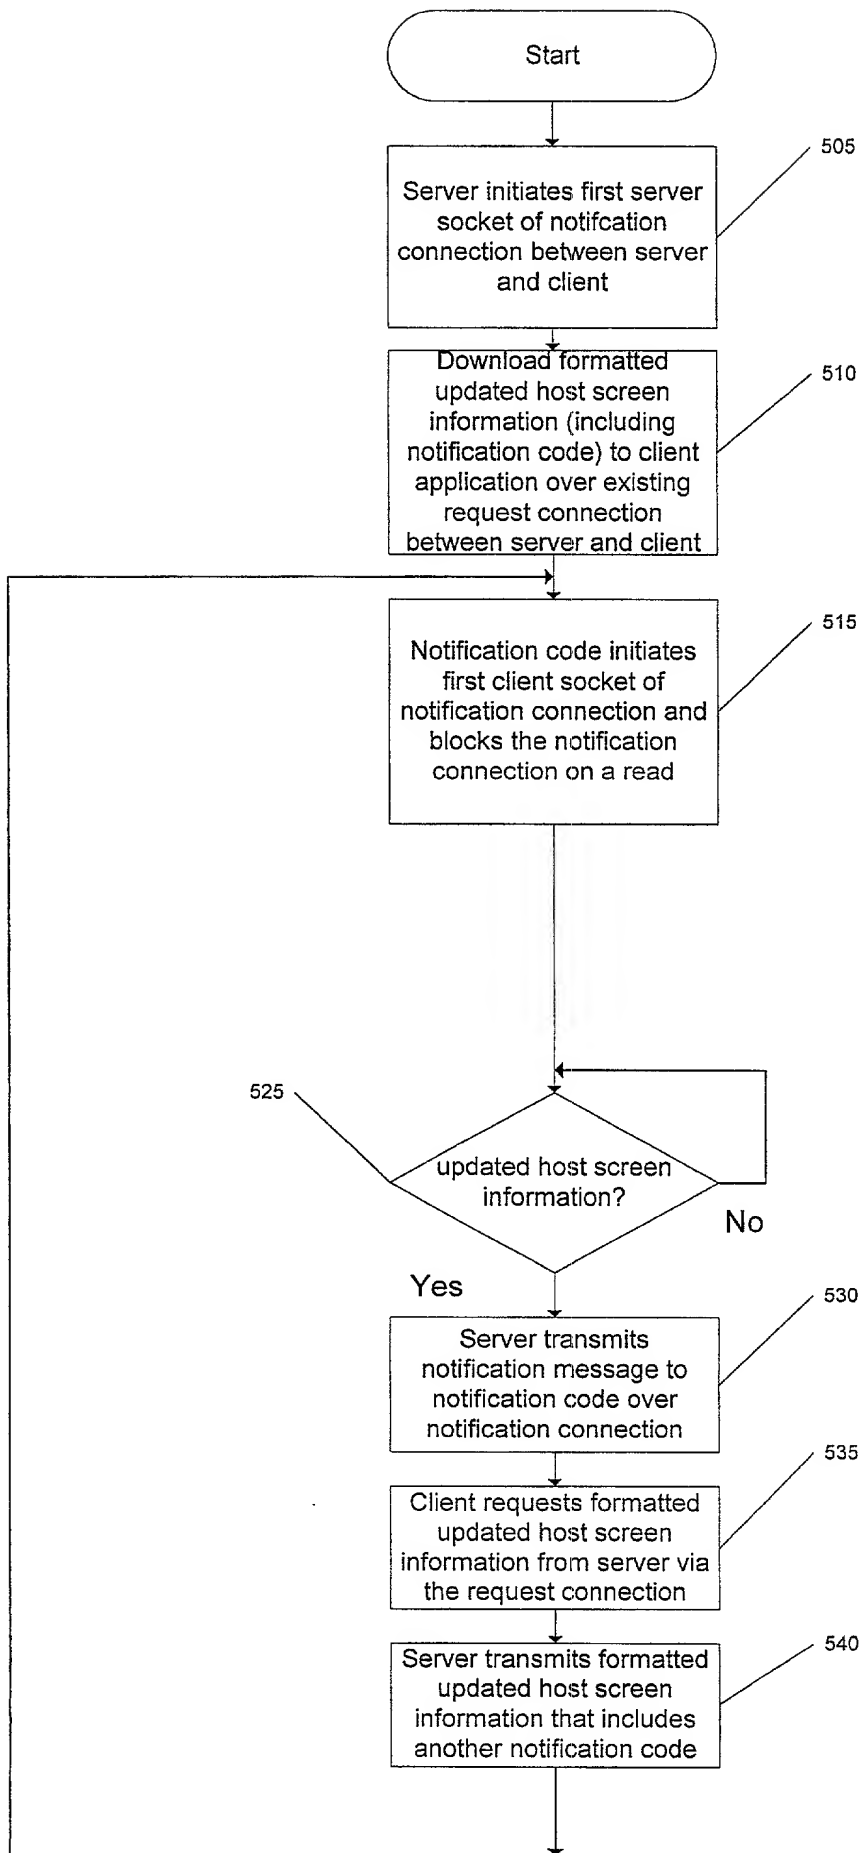 Start
505
Server initiates first server
socket of notifcation
connection between server
and client
510
Download formatted
updated host screen
information (including
notification code) to client
application over existing
request connection
between server and client
515
Notification code initiates
first client socket of
notification connection and
blocks the notification
connection on a read
525
updated host screen
information?
No
Yes
530
Server transmits
notification message to
notification code over
notification connection
535
Client requests formatted
updated host screen
information from server via
the request connection
540
Server transmits formatted
updated host screen
information that includes
another notification code